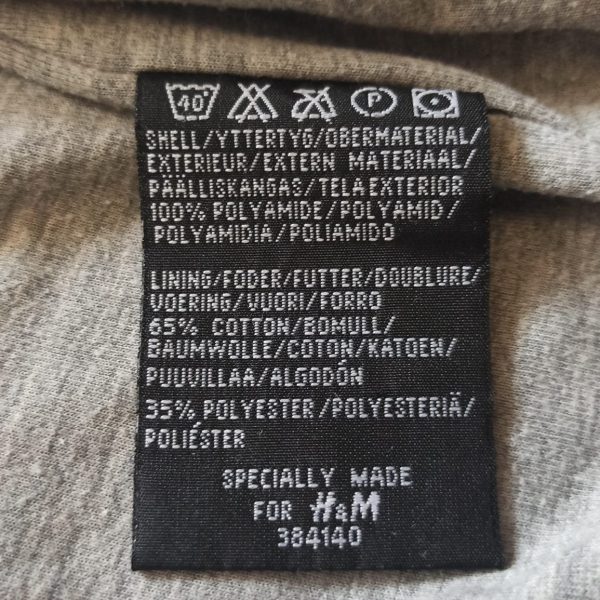 40°
P
SHELL/YTTERTYG/OBERMATERIAL/
EXTERIEUR/EXTERN MATERIAAL/
PÄÄLLISKANGAS/TELA EXTERIOR
100% POLYAMIDE/POLYAMID/
POLYAMIDIA/POLIAMIDO
LINING/FODER/FUTTER/DOUBLURE/
VOERING/VUORI/FORRO
65% COTTON/BOMULL/
BAUMWOLLE/COTON/KATOEN/
PUUVILLAA/ALGODÓN
35% POLYESTER/POLYESTERIÄ/
POLIÉSTER
SPECIALLY MADE
FOR H&M
384140